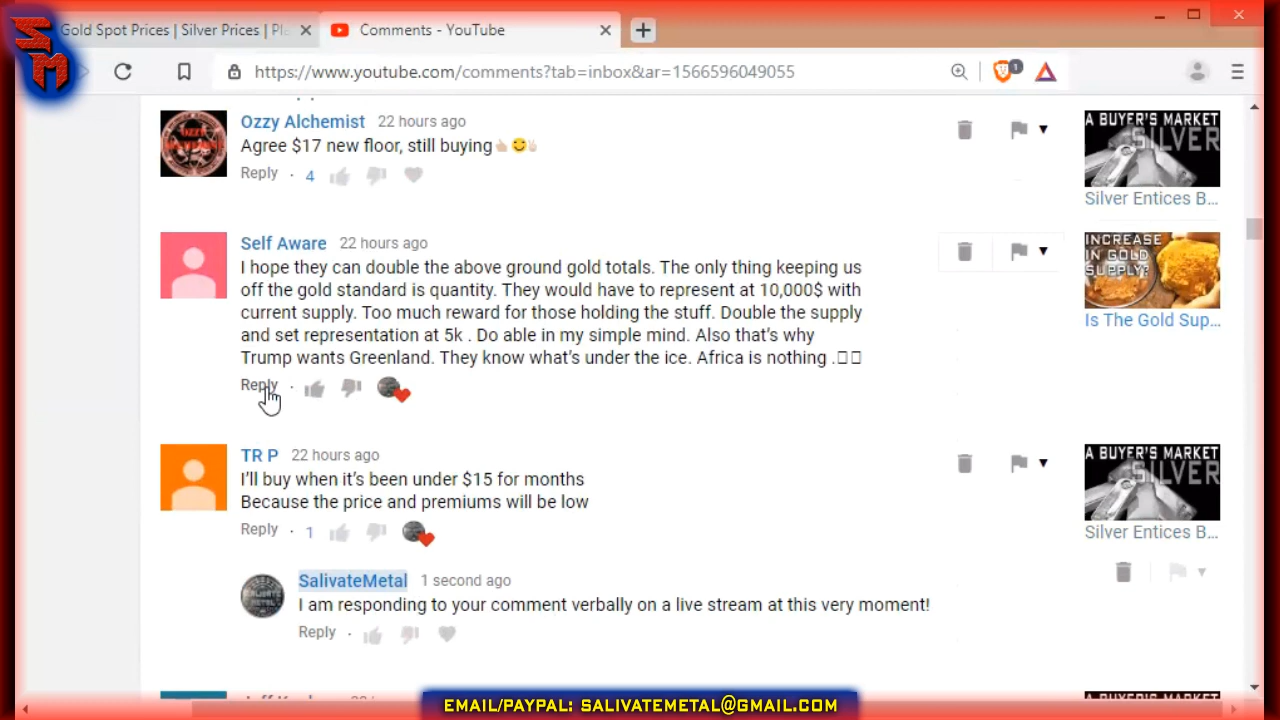 SM
Gold Spot Prices | Silver Prices | Pl
Comments - YouTube
https://www.youtube.com/comments?tab=inbox&ar=1566596049055
1
Ozzy Alchemist 22 hours ago
Agree $17 new floor, still buying👆🏻😊✌🏻
Reply · 4
A BUYER'S MARKET
SILVER
Silver Entices B...
Self Aware 22 hours ago
I hope they can double the above ground gold totals. The only thing keeping us
off the gold standard is quantity. They would have to represent at 10,000$ with
current supply. Too much reward for those holding the stuff. Double the supply
and set representation at 5k . Do able in my simple mind. Also that's why
Trump wants Greenland. They know what's under the ice. Africa is nothing .
Reply ·
INCREASE
IN GOLD
SUPPLY?
Is The Gold Sup...
TR P 22 hours ago
I'll buy when it's been under $15 for months
Because the price and premiums will be low
Reply · 1
A BUYER'S MARKET
SILVER
Silver Entices B...
SalivateMetal 1 second ago
I am responding to your comment verbally on a live stream at this very moment!
Reply ·
EMAIL/PAYPAL: SALIVATEMETAL@GMAIL.COM